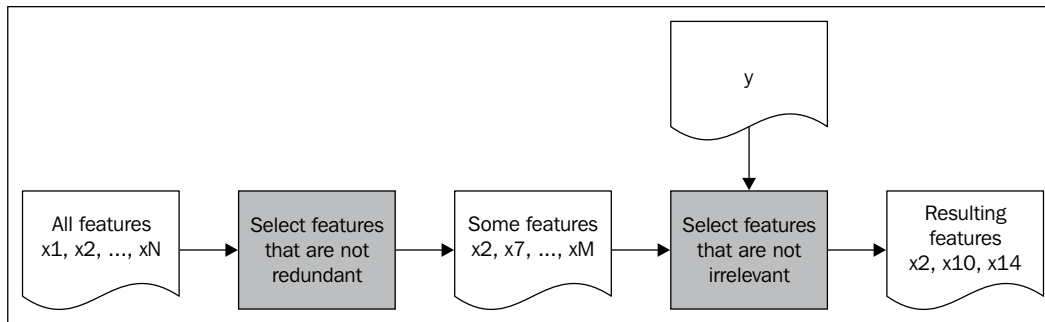 y
All features
x1, x2, ..., xN
Select features
that are not
redundant
Some features
x2, x7, ..., xM
Select features
that are not
irrelevant
Resulting
features
x2, x10, x14